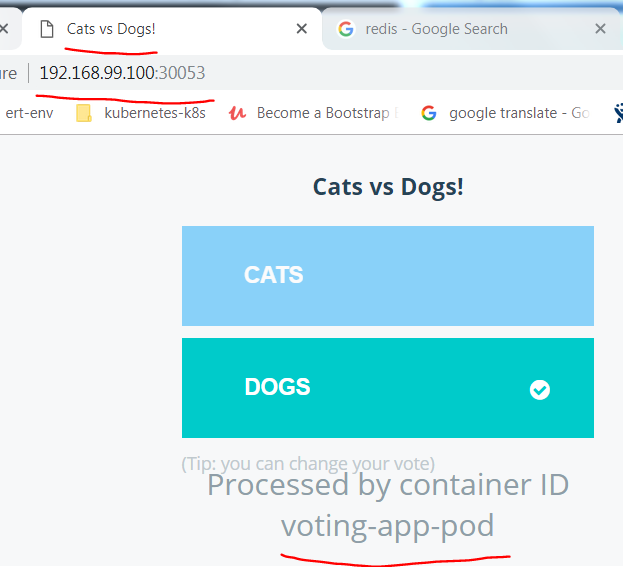 Cats vs Dogs!
redis - Google Search
ure
192.168.99.100:30053
ert-env
kubernetes-k8s
Become a Bootstrap
google translate - Go
Cats vs Dogs!
CATS
DOGS
(Tip: you can change your vote)
Processed by container ID
voting-app-pod